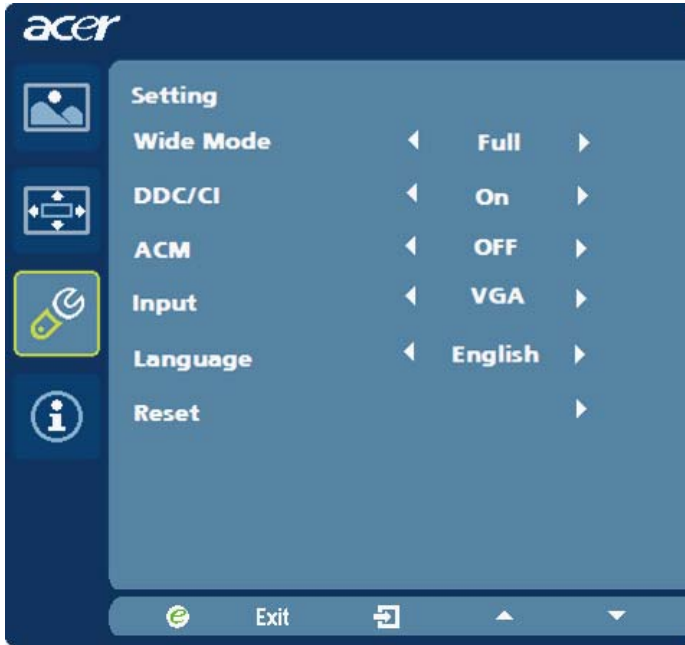 acer
Setting
Wide Mode Full
DDC/CI On
ACM OFF
Input VGA
Language English
Reset
Exit